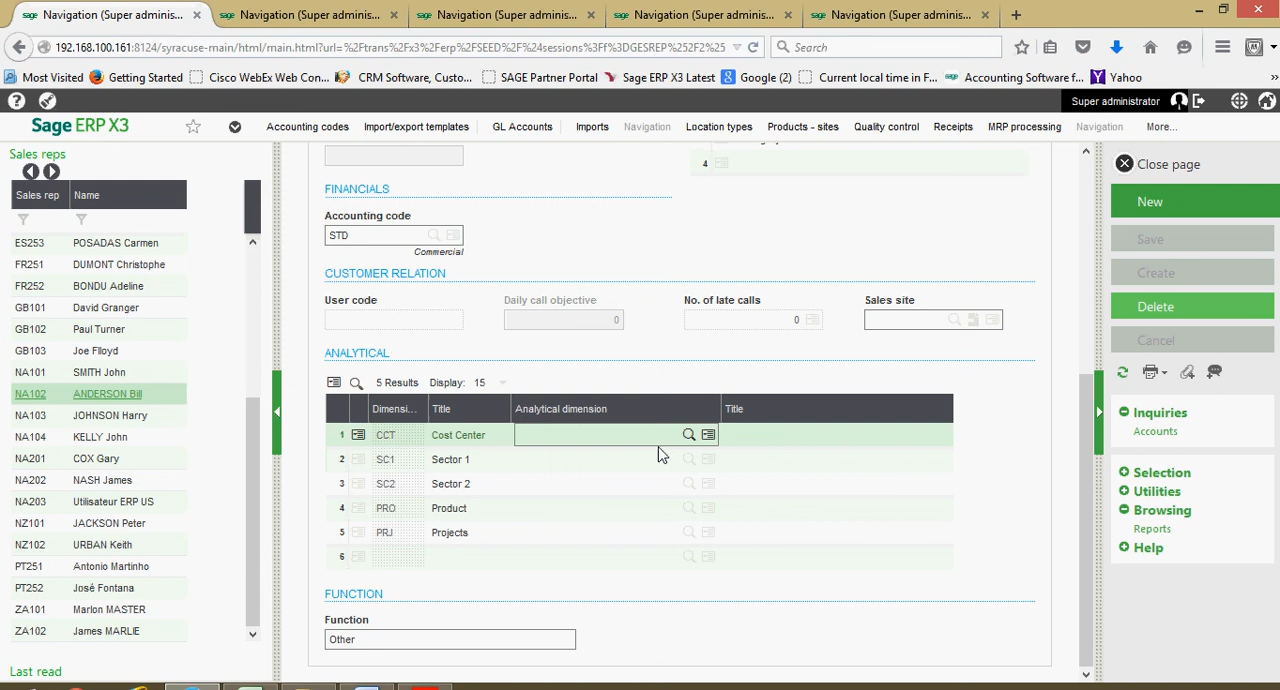 Navigation (Super adminis... × Navigation (Super adminis... × Navigation (Super adminis... × Navigation (Super adminis... × Navigation (Super adminis... ×
192.168.100.161:8124/syracuse-main/html/main.html?url=%2Ftrans%2Fx3%2Ferp%2FSEED%2F%24sessions%3Ff%3DGESREP%252F2%25 Search
Most Visited Getting Started Cisco WebEx Web Con... CRM Software, Custo... SAGE Partner Portal Sage ERP X3 Latest Google (2) Current local time in F... Accounting Software f... Yahoo »
Super administrator
Sage ERP X3 Accounting codes Import/export templates GL Accounts Imports Navigation Location types Products - sites Quality control Receipts MRP processing Navigation More...
Sales reps
Sales rep Name
ES253 POSADAS Carmen
FR251 DUMONT Christophe
FR252 BONDU Adeline
GB101 David Granger
GB102 Paul Turner
GB103 Joe Flloyd
NA101 SMITH John
NA102 ANDERSON Bill
NA103 JOHNSON Harry
NA104 KELLY John
NA201 COX Gary
NA202 NASH James
NA203 Utilisateur ERP US
NZ101 JACKSON Peter
NZ102 URBAN Keith
PT251 Antonio Martinho
PT252 José Fontana
ZA101 Marlon MASTER
ZA102 James MARLIE
Last read
4
FINANCIALS
Accounting code
STD
Commercial
CUSTOMER RELATION
User code Daily call objective No. of late calls Sales site
0 0
ANALYTICAL
5 Results Display: 15
Dimensi... Title Analytical dimension Title
1 CCT Cost Center
2 SC1 Sector 1
3 SC2 Sector 2
4 PRO Product
5 PRJ Projects
6
FUNCTION
Function
Other
Close page
New
Save
Create
Delete
Cancel
Inquiries
Accounts
Selection
Utilities
Browsing
Reports
Help